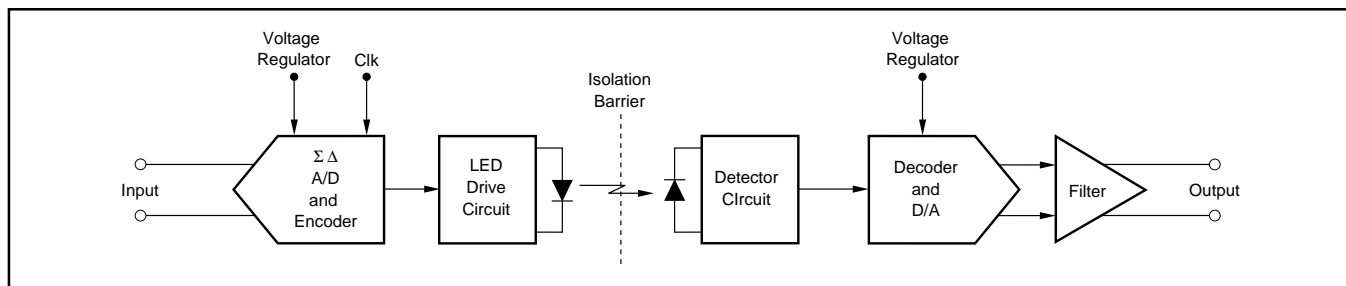 Voltage
Regulator
Clk
Isolation
Barrier
Voltage
Regulator
Input
Σ Δ
A/D
and
Encoder
LED
Drive
Circuit
Detector
CIrcuit
Decoder
and
D/A
Filter
Output